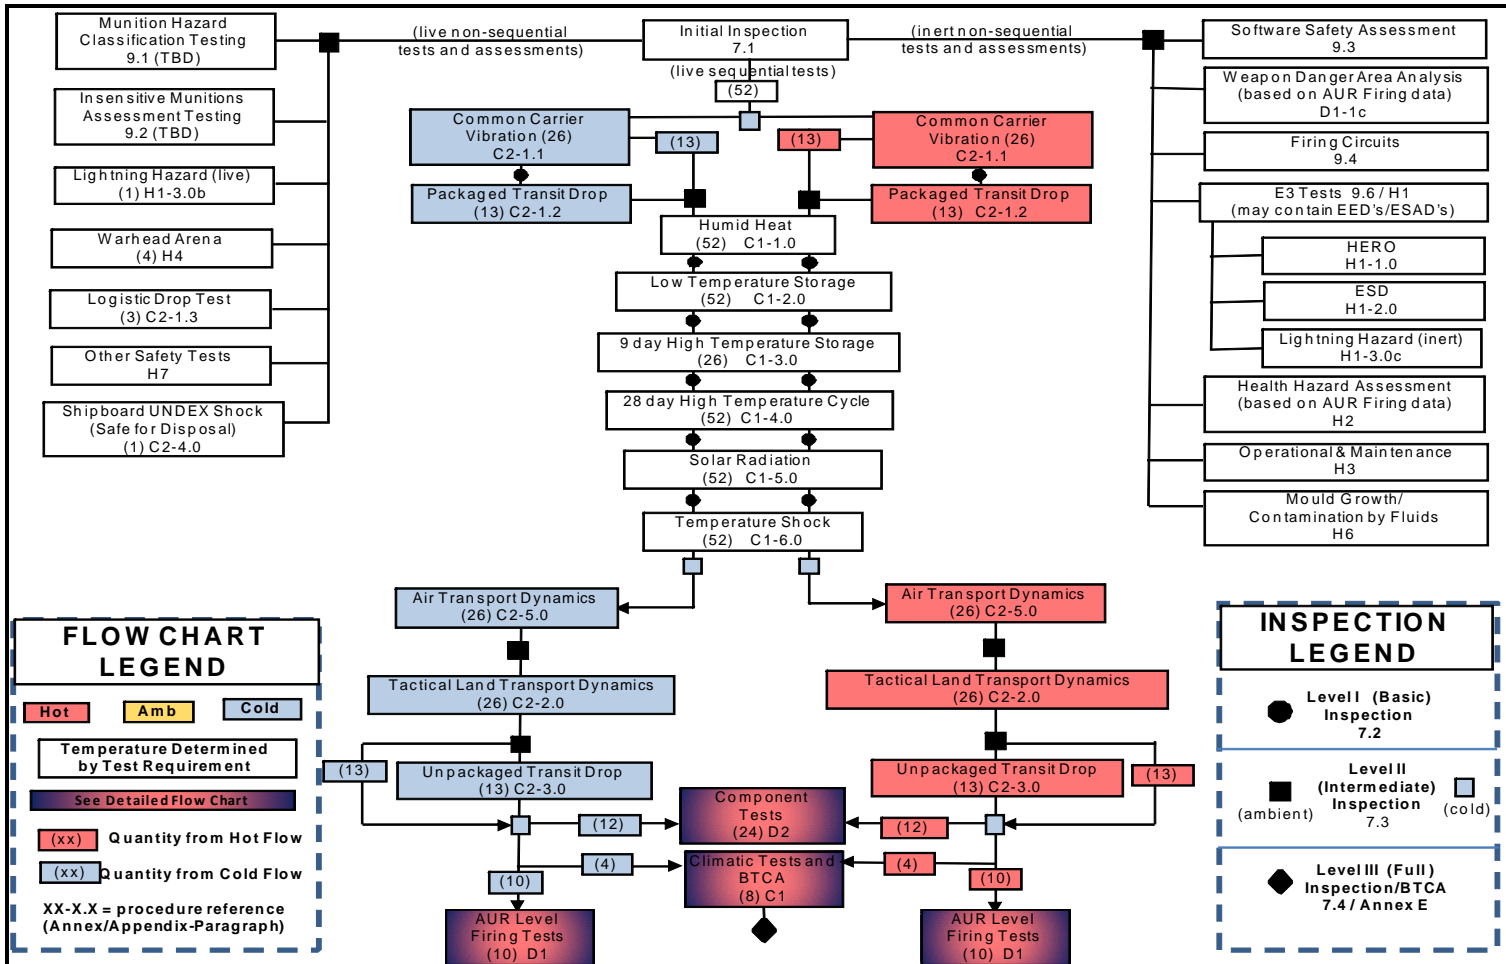 Munition Hazard
Classification Testing
9.1 (TBD)
Insensitive Munitions
Assessment Testing
9.2 (TBD)
Lightning Hazard (live)
(1) H1-3.0b
Warhead Arena
(4) H4
Logistic Drop Test
(3) C2-1.3
Other Safety Tests
H7
Shipboard UNDEX Shock
(Safe for Disposal)
(1) C2-4.0
(live non-sequential
tests and assessments)
Initial Inspection
7.1
(live sequential tests)
(52)
(inert non-sequential
tests and assessments)
Software Safety Assessment
9.3
Weapon Danger Area Analysis
(based on AUR Firing data)
D1-1c
Firing Circuits
9.4
E3 Tests 9.6 / H1
(may contain EED's/ESAD's)
HERO
H1-1.0
ESD
H1-2.0
Lightning Hazard (inert)
H1-3.0c
Health Hazard Assessment
(based on AUR Firing data)
H2
Operational & Maintenance
H3
Mould Growth/
Contamination by Fluids
H6
Common Carrier
Vibration (26)
C2-1.1
(13)
(13)
Common Carrier
Vibration (26)
C2-1.1
Packaged Transit Drop
(13) C2-1.2
Packaged Transit Drop
(13) C2-1.2
Humid Heat
(52) C1-1.0
Low Temperature Storage
(52) C1-2.0
9 day High Temperature Storage
(26) C1-3.0
28 day High Temperature Cycle
(52) C1-4.0
Solar Radiation
(52) C1-5.0
Temperature Shock
(52) C1-6.0
Air Transport Dynamics
(26) C2-5.0
Air Transport Dynamics
(26) C2-5.0
Tactical Land Transport Dynamics
(26) C2-2.0
Tactical Land Transport Dynamics
(26) C2-2.0
(13)
Unpackaged Transit Drop
(13) C2-3.0
Unpackaged Transit Drop
(13) C2-3.0
(13)
(12)
Component
Tests
(24) D2
(12)
(4)
Climatic Tests and
BTCA
(8) C1
(4)
(10)
(10)
AUR Level
Firing Tests
(10) D1
AUR Level
Firing Tests
(10) D1
FLOW CHART
LEGEND
Hot
Amb
Cold
Temperature Determined
by Test Requirement
See Detailed Flow Chart
(xx) Quantity from Hot Flow
(xx) Quantity from Cold Flow
XX-X.X = procedure reference
(Annex/Appendix-Paragraph)
INSPECTION
LEGEND
Level I (Basic)
Inspection
7.2
Level II
(Intermediate)
Inspection
7.3
(ambient)
(cold)
Level III (Full)
Inspection/BTCA
7.4 / Annex E